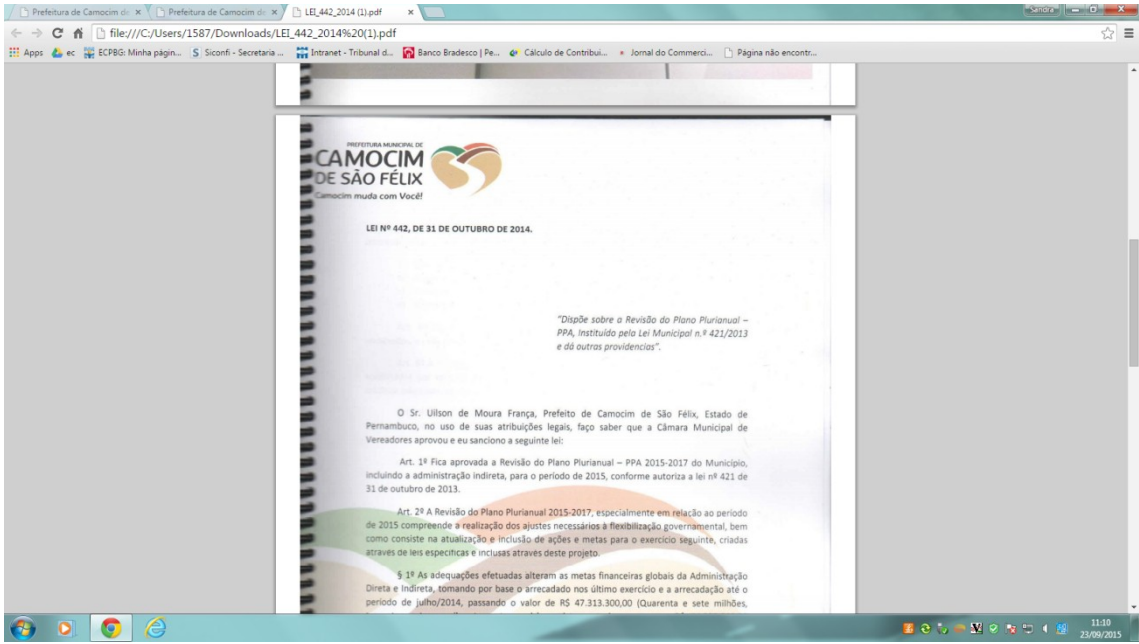 Prefeitura de Camocim de
Prefeitura de Camocim de
LEI_442_2014 (1).pdf
Sandra
file:///C:/Users/1587/Downloads/LEI_442_2014%20(1).pdf
Apps
ec
ECPBG: Minha págin...
Siconfi - Secretaria ...
Intranet - Tribunal d...
Banco Bradesco | Pe...
Cálculo de Contribui...
Jornal do Commerci...
Página não encontr...
PREFEITURA MUNICIPAL DE
CAMOCIM
DE SÃO FÉLIX
Camocim muda com Você!
LEI Nº 442, DE 31 DE OUTUBRO DE 2014.
"Dispõe sobre a Revisão do Plano Plurianual –
PPA, Instituído pela Lei Municipal n.º 421/2013
e dá outras providencias".
O Sr. Uilson de Moura França, Prefeito de Camocim de São Félix, Estado de
Pernambuco, no uso de suas atribuições legais, faço saber que a Câmara Municipal de
Vereadores aprovou e eu sanciono a seguinte lei:
Art. 1º Fica aprovada a Revisão do Plano Plurianual – PPA 2015-2017 do Município,
incluindo a administração indireta, para o período de 2015, conforme autoriza a lei nº 421 de
31 de outubro de 2013.
Art. 2º A Revisão do Plano Plurianual 2015-2017, especialmente em relação ao período
de 2015 compreende a realização dos ajustes necessários à flexibilização governamental, bem
como consiste na atualização e inclusão de ações e metas para o exercício seguinte, criadas
através de leis especificas e inclusas através deste projeto.
§ 1º As adequações efetuadas alteram as metas financeiras globais da Administração
Direta e Indireta, tomando por base o arrecadado nos último exercício e a arrecadação até o
período de julho/2014, passando o valor de R$ 47.313.300,00 (Quarenta e sete milhões,
11:10
23/09/2015